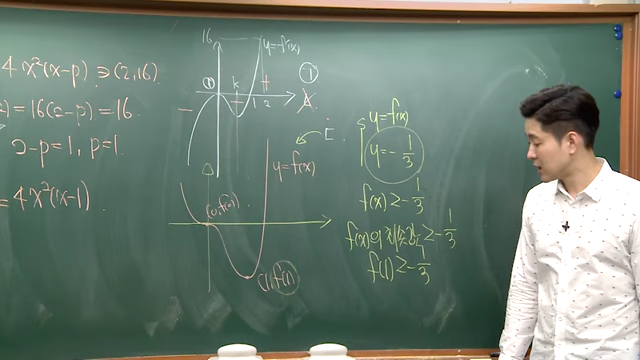 4x²(x-p) ∋ (2,16)
2) = 16(2-p) = 16
2-p=1, p=1
= 4x²(x-1)
16
y=f'(x)
k
1 2
①
y=f(x)
(0, f(0))
(1, f(1))
ㄷ
y=f(x)
y=-1/3
f(x) ≥ -1/3
f(x)의 최솟값 ≥ -1/3
f(1) ≥ -1/3